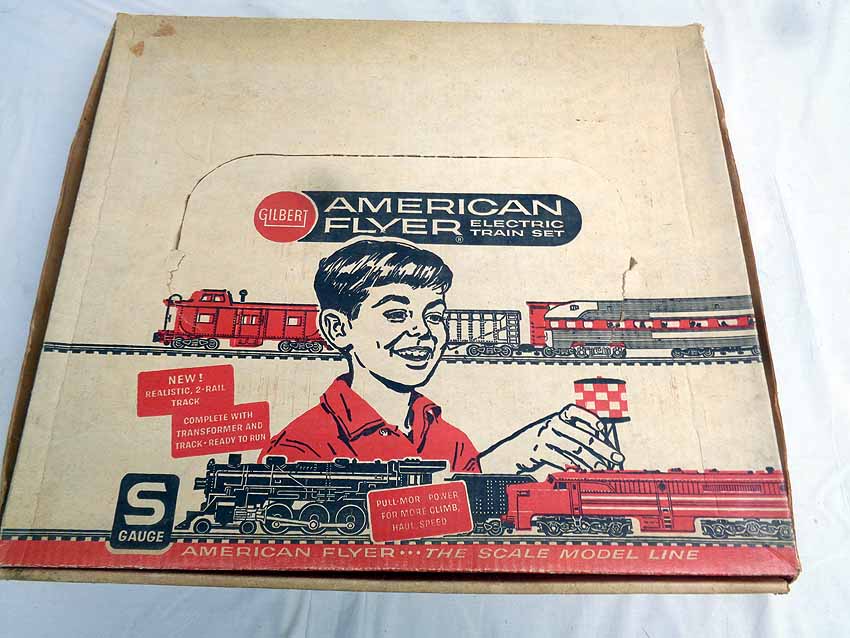 GILBERT
AMERICAN
FLYER® ELECTRIC
TRAIN SET
NEW!
REALISTIC, 2-RAIL
TRACK
COMPLETE WITH
TRANSFORMER AND
TRACK • READY TO RUN
PULL-MOR POWER
FOR MORE CLIMB,
HAUL, SPEED
S
GAUGE
AMERICAN FLYER•••THE SCALE MODEL LINE